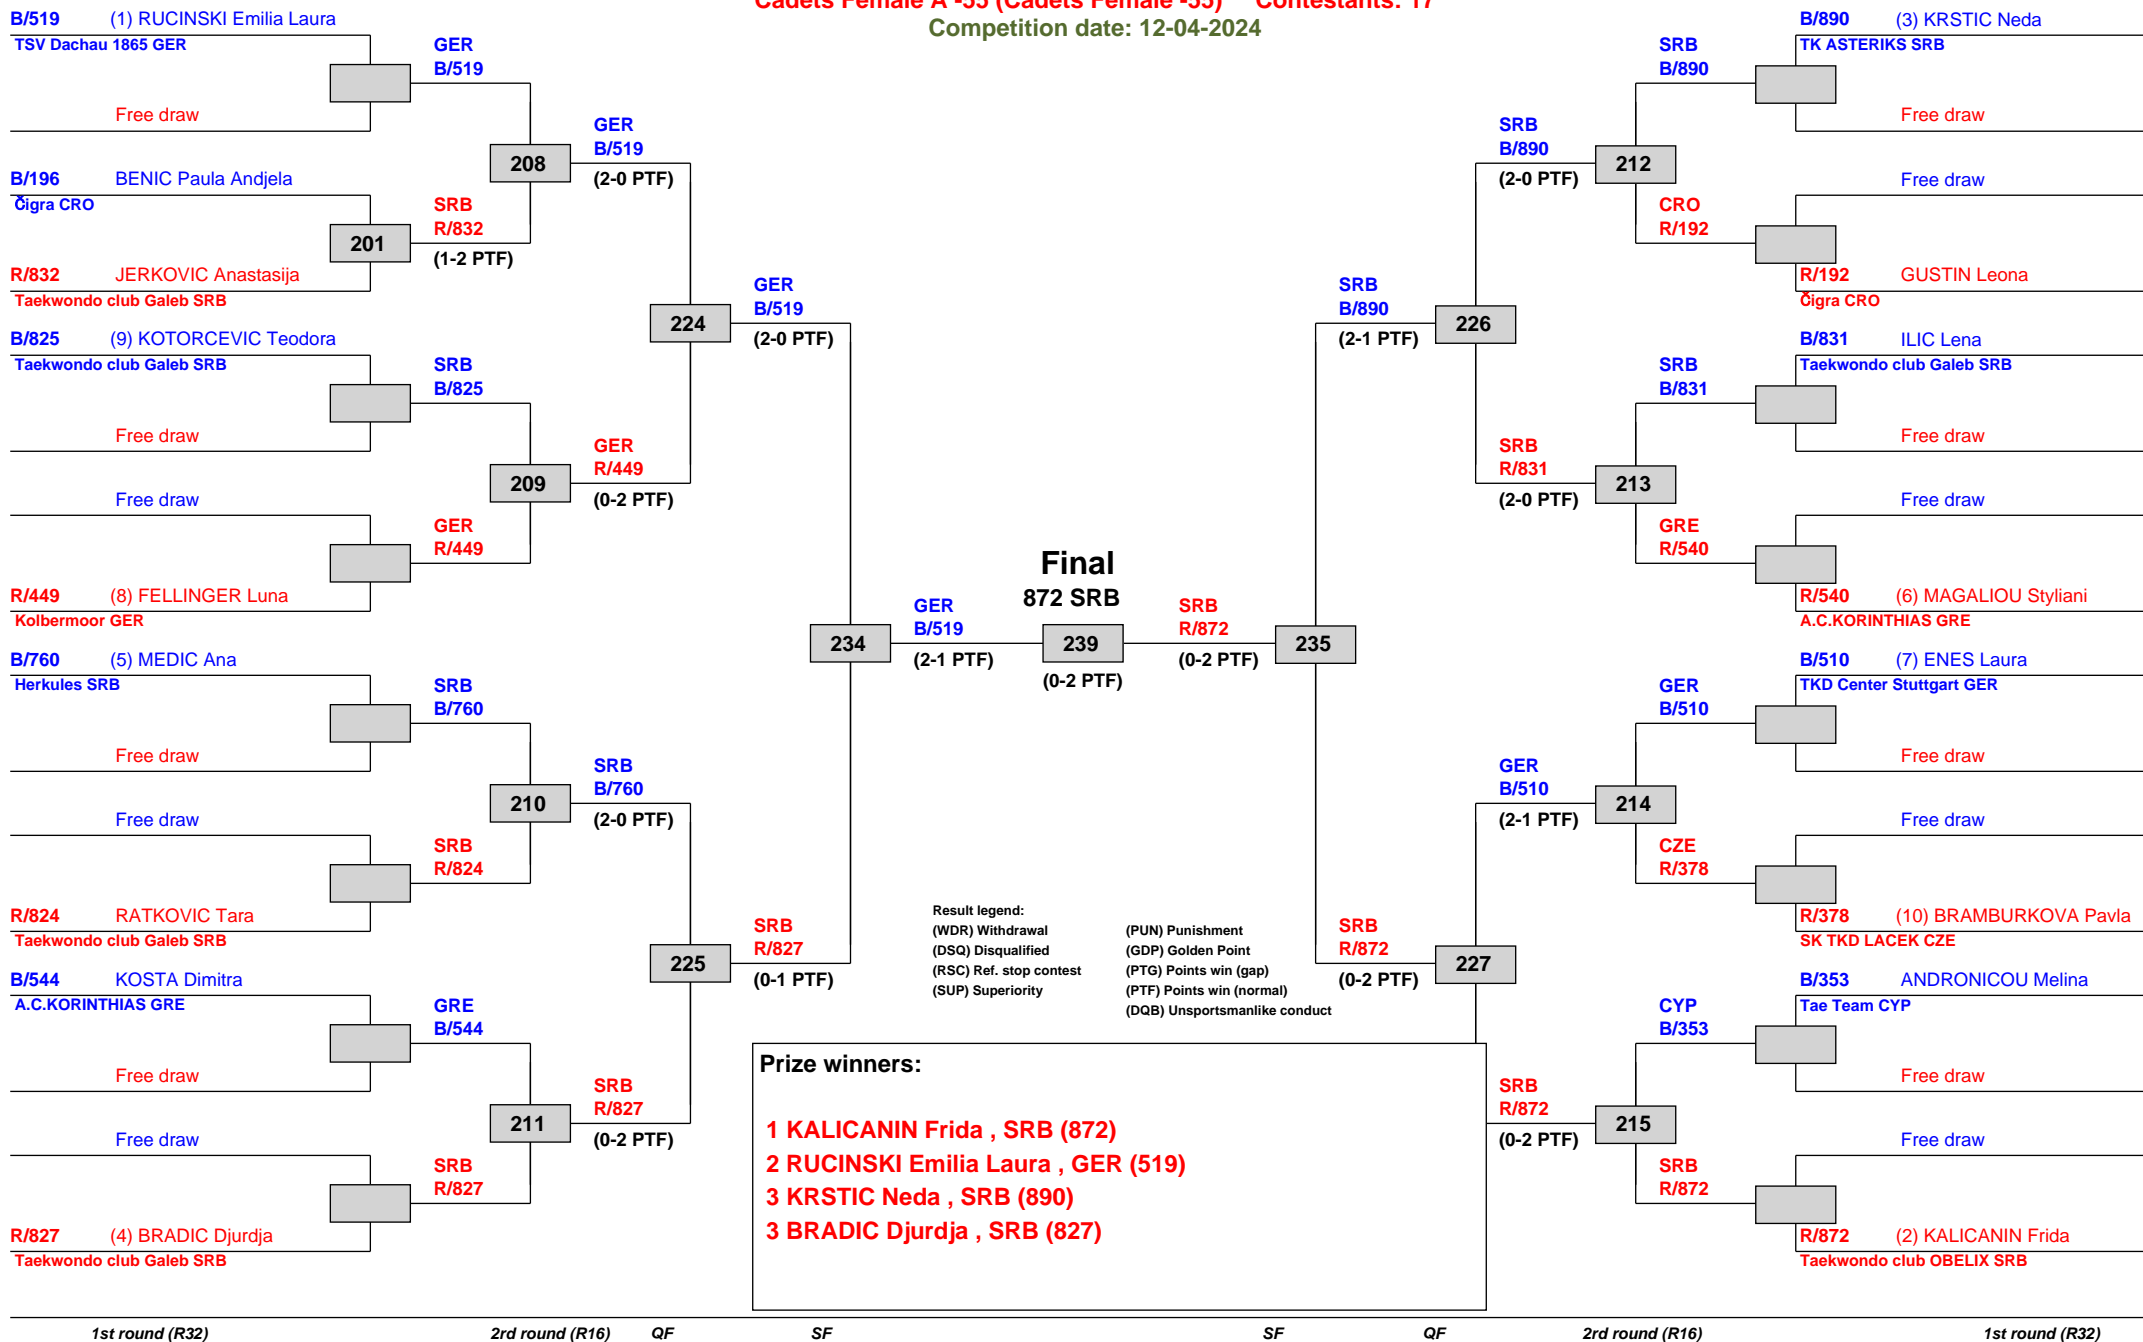 Cadets Female A -55 (Cadets Female -55) Contestants: 17
Competition date: 12-04-2024
B/519 (1) RUCINSKI Emilia Laura
TSV Dachau 1865 GER
Free draw
B/196 BENIC Paula Andjela
Čigra CRO
R/832 JERKOVIC Anastasija
Taekwondo club Galeb SRB
B/825 (9) KOTORCEVIC Teodora
Taekwondo club Galeb SRB
Free draw
Free draw
R/449 (8) FELLINGER Luna
Kolbermoor GER
B/760 (5) MEDIC Ana
Herkules SRB
Free draw
Free draw
R/824 RATKOVIC Tara
Taekwondo club Galeb SRB
B/544 KOSTA Dimitra
A.C.KORINTHIAS GRE
Free draw
Free draw
R/827 (4) BRADIC Djurdja
Taekwondo club Galeb SRB
GER
B/519
201
SRB
R/832
(1-2 PTF)
SRB
B/825
GER
R/449
SRB
B/760
SRB
R/824
GRE
B/544
SRB
R/827
208
GER
B/519
(2-0 PTF)
209
GER
R/449
(0-2 PTF)
210
SRB
B/760
(2-0 PTF)
211
SRB
R/827
(0-2 PTF)
224
GER
B/519
(2-0 PTF)
225
SRB
R/827
(0-1 PTF)
234
GER
B/519
(2-1 PTF)
Final
872 SRB
239
(0-2 PTF)
SRB
R/872
(0-2 PTF)
235
SRB
B/890
(2-1 PTF)
226
SRB
R/872
(0-2 PTF)
227
SRB
B/890
(2-0 PTF)
212
SRB
R/831
(2-0 PTF)
213
GER
B/510
(2-1 PTF)
214
SRB
R/872
(0-2 PTF)
215
SRB
B/890
CRO
R/192
SRB
B/831
GRE
R/540
GER
B/510
CZE
R/378
CYP
B/353
SRB
R/872
B/890 (3) KRSTIC Neda
TK ASTERIKS SRB
Free draw
Free draw
R/192 GUSTIN Leona
Čigra CRO
B/831 ILIC Lena
Taekwondo club Galeb SRB
Free draw
Free draw
R/540 (6) MAGALIOU Styliani
A.C.KORINTHIAS GRE
B/510 (7) ENES Laura
TKD Center Stuttgart GER
Free draw
Free draw
R/378 (10) BRAMBURKOVA Pavla
SK TKD LACEK CZE
B/353 ANDRONICOU Melina
Tae Team CYP
Free draw
Free draw
R/872 (2) KALICANIN Frida
Taekwondo club OBELIX SRB
Result legend:
(WDR) Withdrawal (PUN) Punishment
(DSQ) Disqualified (GDP) Golden Point
(RSC) Ref. stop contest (PTG) Points win (gap)
(SUP) Superiority (PTF) Points win (normal)
(DQB) Unsportsmanlike conduct
Prize winners:
1 KALICANIN Frida , SRB (872)
2 RUCINSKI Emilia Laura , GER (519)
3 KRSTIC Neda , SRB (890)
3 BRADIC Djurdja , SRB (827)
1st round (R32) 2rd round (R16) QF SF SF QF 2rd round (R16) 1st round (R32)